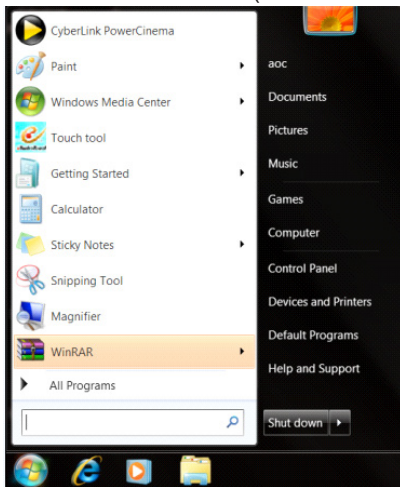 CyberLink PowerCinema
Paint
Windows Media Center
Touch tool
Getting Started
Calculator
Sticky Notes
Snipping Tool
Magnifier
WinRAR
All Programs
aoc
Documents
Pictures
Music
Games
Computer
Control Panel
Devices and Printers
Default Programs
Help and Support
Shut down